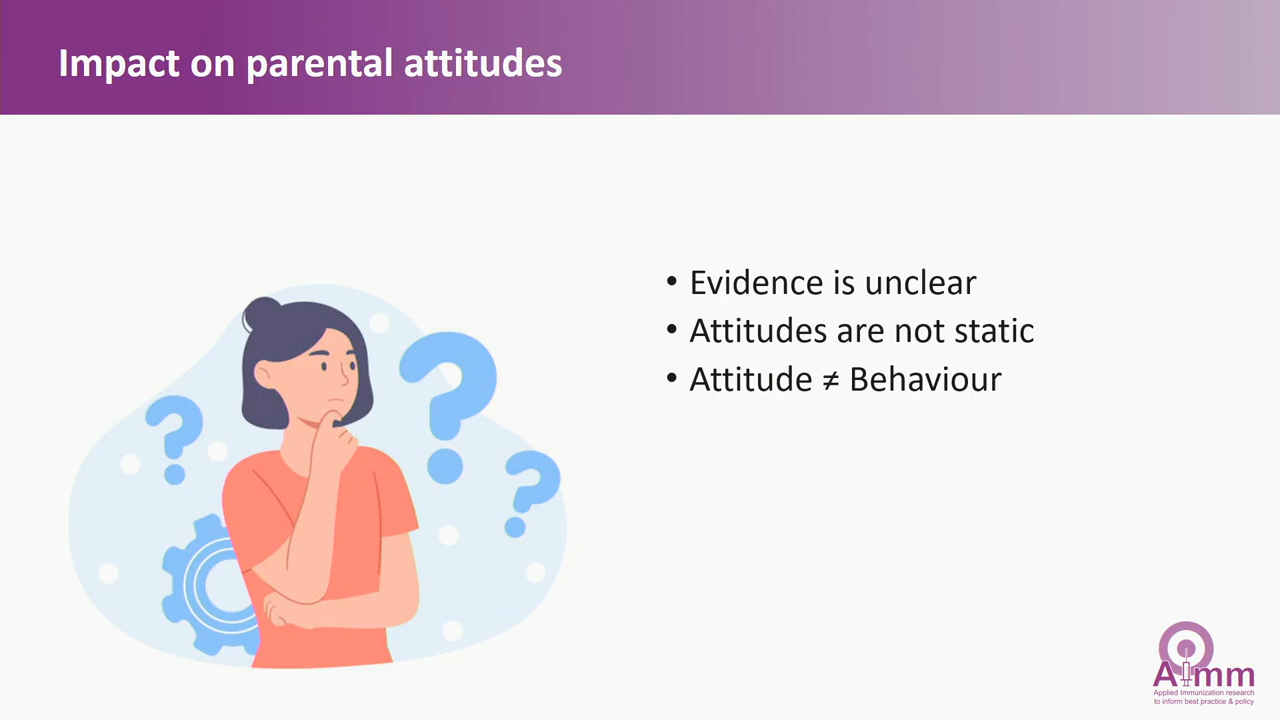 Impact on parental attitudes
• Evidence is unclear
• Attitudes are not static
• Attitude ≠ Behaviour
AImm
Applied Immunization research
to inform best practice & policy